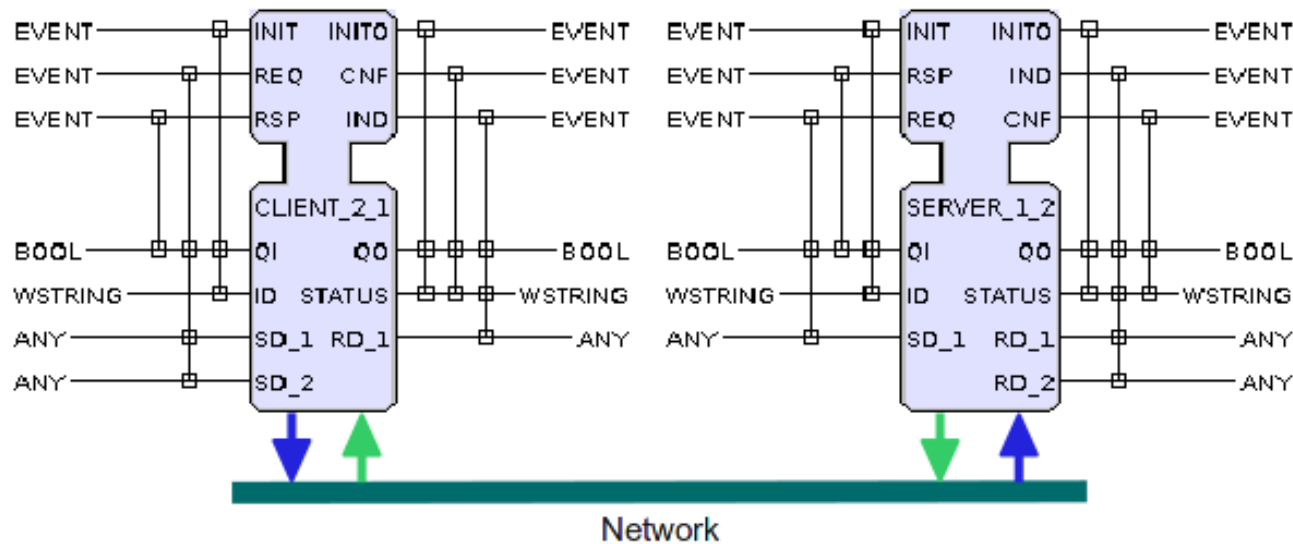 EVENT INIT INITO EVENT EVENT INIT INITO EVENT
EVENT REQ CNF EVENT EVENT RSP IND EVENT
EVENT RSP IND EVENT EVENT REQ CNF EVENT
CLIENT_2_1 SERVER_1_2
BOOL QI QO BOOL BOOL QI QO BOOL
WSTRING ID STATUS WSTRING WSTRING ID STATUS WSTRING
ANY SD_1 RD_1 ANY ANY SD_1 RD_1 ANY
ANY SD_2 RD_2 ANY
Network